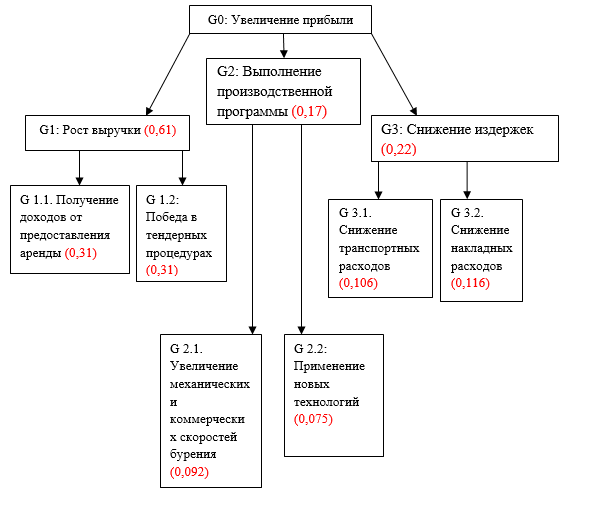 G0: Увеличение прибыли
G2: Выполнение
производственной
программы (0,17)
G1: Рост выручки (0,61)
G3: Снижение издержек
(0,22)
G 1.1. Получение
доходов от
предоставления
аренды (0,31)
G 1.2:
Победа в
тендерных
процедурах
(0,31)
G 3.1.
Снижение
транспортных
расходов
(0,106)
G 3.2.
Снижение
накладных
расходов
(0,116)
G 2.1.
Увеличение
механических
и
коммерчески
х скоростей
бурения
(0,092)
G 2.2:
Применение
новых
технологий
(0,075)